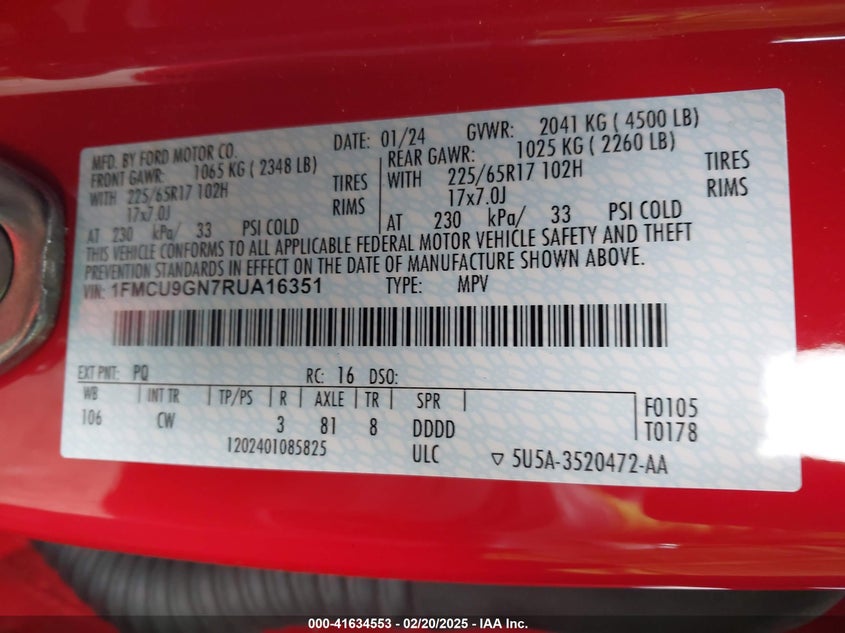 MFD. BY FORD MOTOR CO. DATE: 01/24 GVWR: 2041 KG ( 4500 LB)
FRONT GAWR: 1065 KG ( 2348 LB) REAR GAWR: 1025 KG ( 2260 LB)
WITH 225/65R17 102H TIRES WITH 225/65R17 102H TIRES
17x7.0J RIMS 17x7.0J RIMS
AT 230 kPa/ 33 PSI COLD AT 230 kPa/ 33 PSI COLD
THIS VEHICLE CONFORMS TO ALL APPLICABLE FEDERAL MOTOR VEHICLE SAFETY AND THEFT
PREVENTION STANDARDS IN EFFECT ON THE DATE OF MANUFACTURE SHOWN ABOVE.
VIN: 1FMCU9GN7RUA16351 TYPE: MPV
EXT PNT: PQ RC: 16 DSO:
WB INT TR TP/PS R AXLE TR SPR F0105
106 CW 3 81 8 DDDD T0178
1202401085825 ULC ▽ 5U5A-3520472-AA
000-41634553 - 02/20/2025 - IAA Inc.